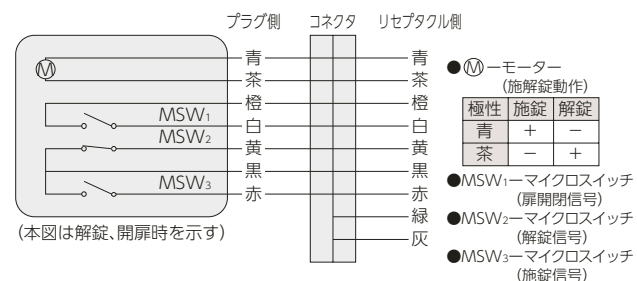 プラグ側 コネクタ リセプタクル側
M
青 青
茶 茶
橙 橙
MSW1
白 白
MSW2
黄 黄
黒 黒
MSW3
赤 赤
緑
灰
(本図は解錠、開扉時を示す)
●Mーモーター
(施解錠動作)
極性 施錠 解錠
青 + −
茶 − +
●MSW1ーマイクロスイッチ
(扉開閉信号)
●MSW2ーマイクロスイッチ
(解錠信号)
●MSW3ーマイクロスイッチ
(施錠信号)